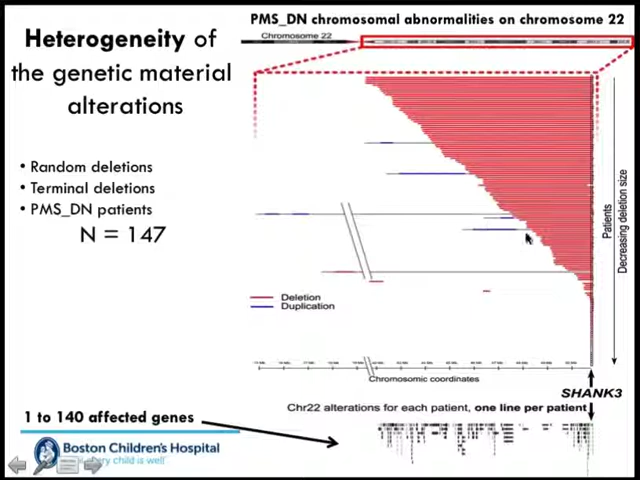 PMS_DN chromosomal abnormalities on chromosome 22
Heterogeneity of
the genetic material
alterations
Chromosome 22
• Random deletions
• Terminal deletions
• PMS_DN patients
N = 147
Patients
Decreasing deletion size
Deletion
Duplication
Chromosomic coordinates
SHANK3
Chr22 alterations for each patient, one line per patient
1 to 140 affected genes
Boston Children's Hospital
every child is well